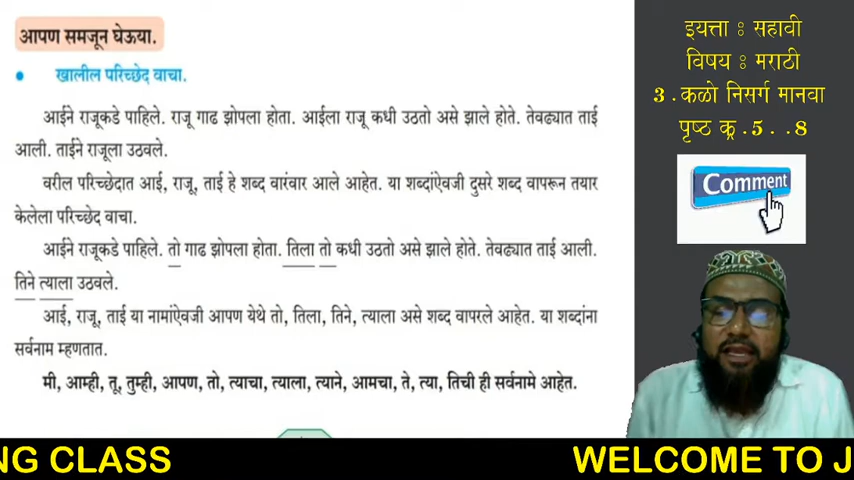 आपण समजून घेऊया.
खालील परिच्छेद वाचा.
आईने राजूकडे पाहिले. राजू गाढ झोपला होता. आईला राजू कधी उठतो असे झाले होते. तेवढ्यात ताई
आली. ताईने राजूला उठवले.
वरील परिच्छेदात आई, राजू, ताई हे शब्द वारंवार आले आहेत. या शब्दांऐवजी दुसरे शब्द वापरून तयार
केलेला परिच्छेद वाचा.
आईने राजूकडे पाहिले. तो गाढ झोपला होता. तिला तो कधी उठतो असे झाले होते. तेवढ्यात ताई आली.
तिने त्याला उठवले.
आई, राजू, ताई या नामांऐवजी आपण येथे तो, तिला, तिने, त्याला असे शब्द वापरले आहेत. या शब्दांना
सर्वनाम म्हणतात.
मी, आम्ही, तू, तुम्ही, आपण, तो, त्याचा, त्याला, त्याने, आमचा, ते, त्या, तिची ही सर्वनामे आहेत.
इयत्ता : सहावी
विषय : मराठी
3 .कळो निसर्ग मानवा
पृष्ठ क्र .5 . .8
Comment
NG CLASS
WELCOME TO J